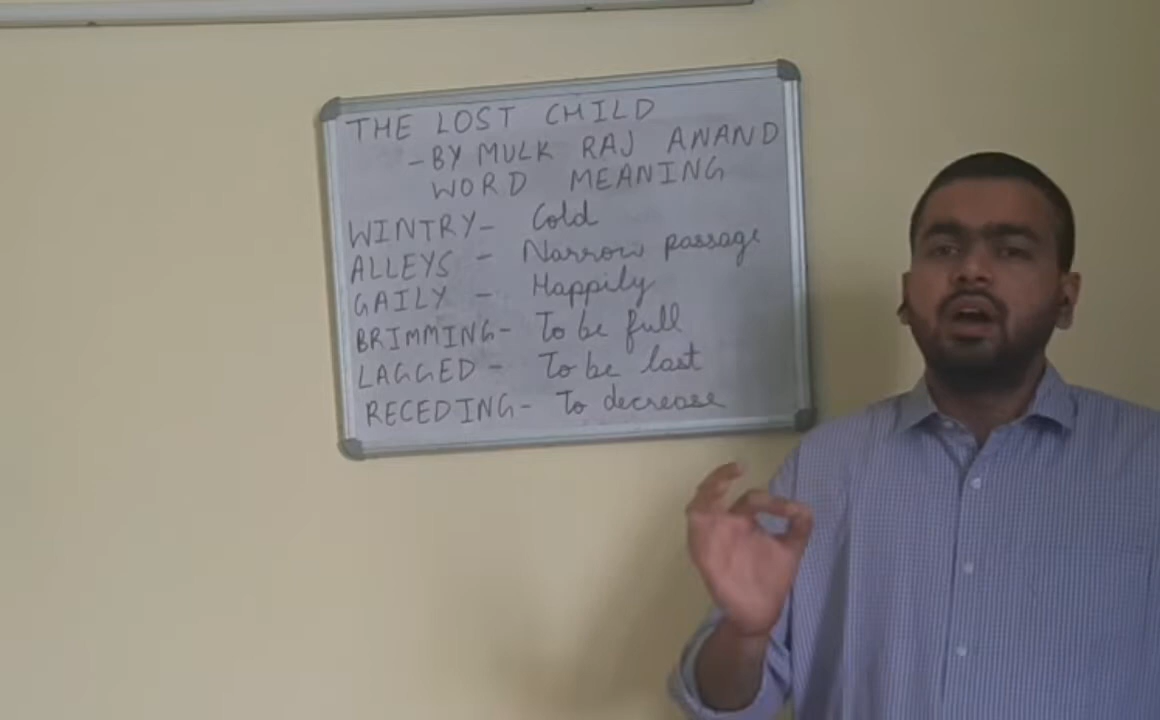 THE LOST CHILD
-BY MULK RAJ ANAND
WORD MEANING
WINTRY- Cold
ALLEYS - Narrow passage
GAILY - Happily
BRIMMING- To be full
LAGGED - To be last
RECEDING- To decrease